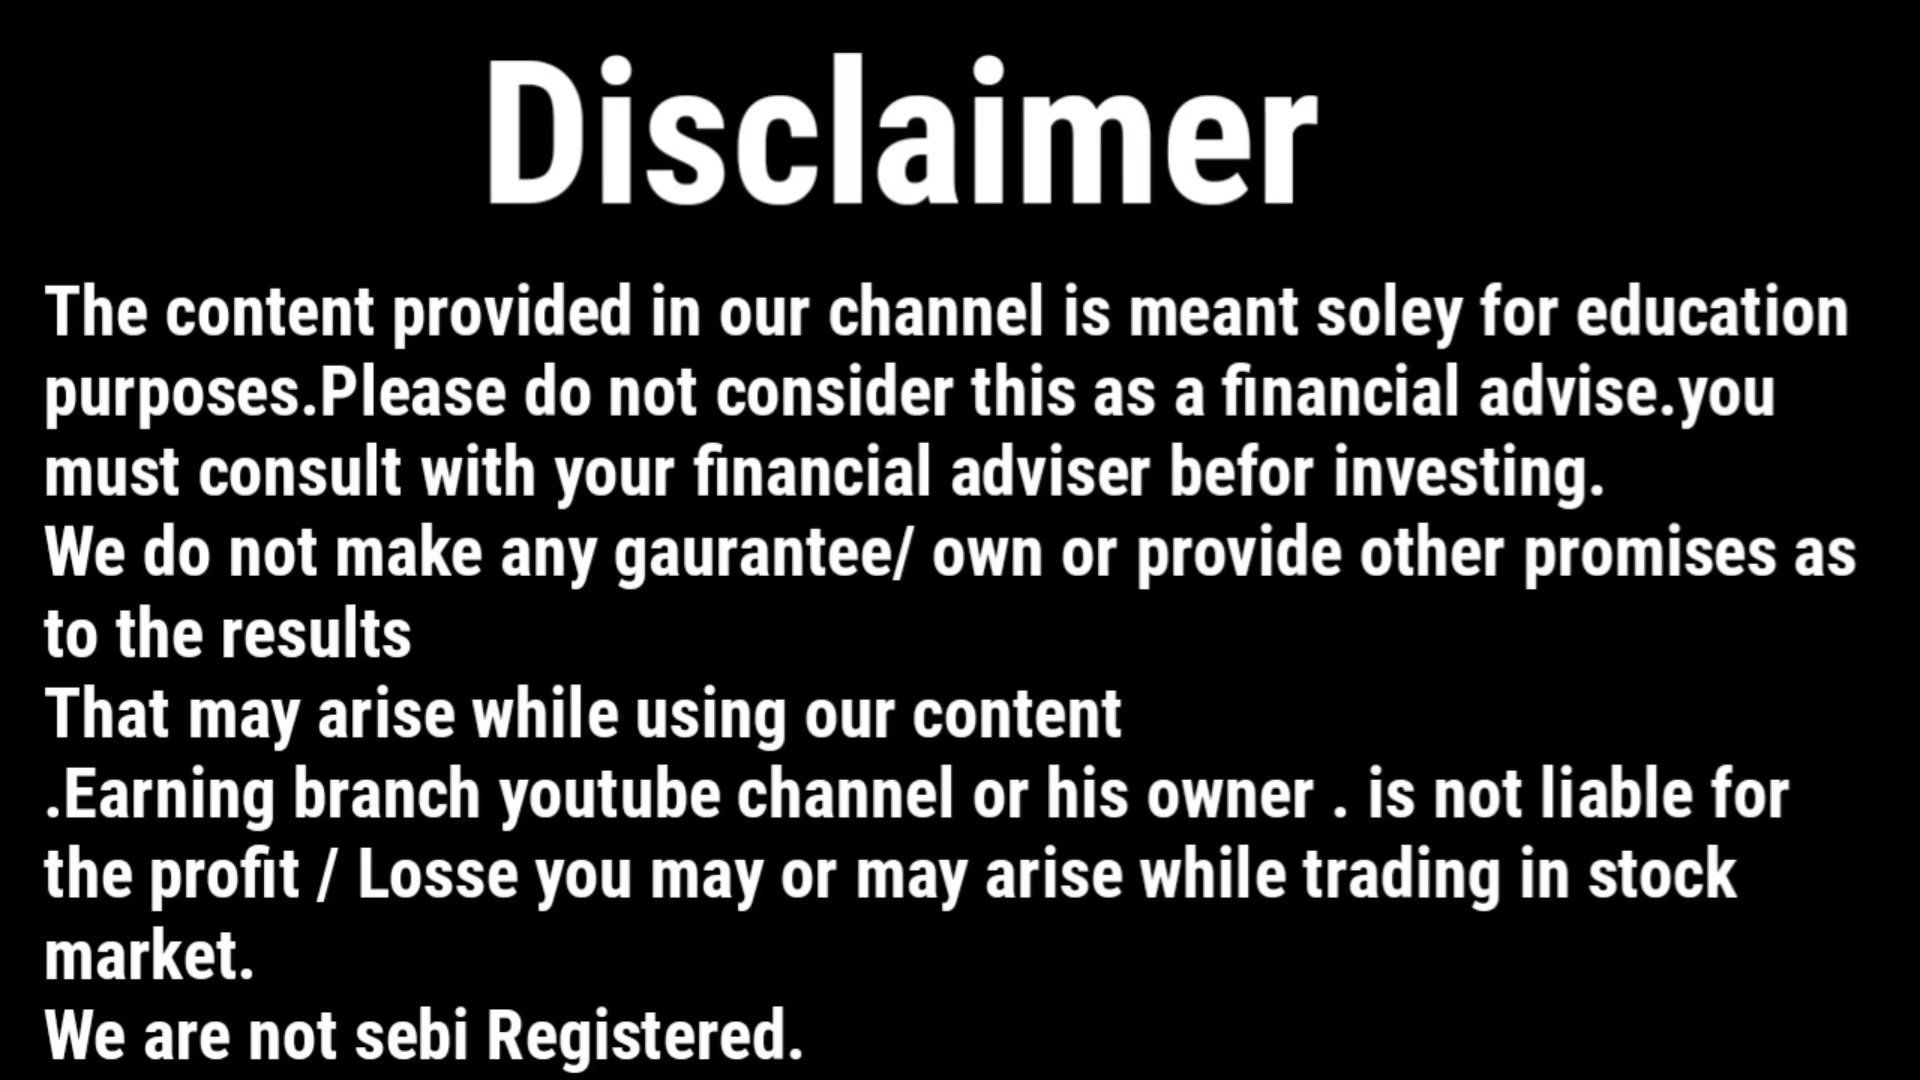 Disclaimer
The content provided in our channel is meant soley for education
purposes.Please do not consider this as a financial advise.you
must consult with your financial adviser befor investing.
We do not make any gaurantee/ own or provide other promises as
to the results
That may arise while using our content
.Earning branch youtube channel or his owner . is not liable for
the profit / Losse you may or may arise while trading in stock
market.
We are not sebi Registered.